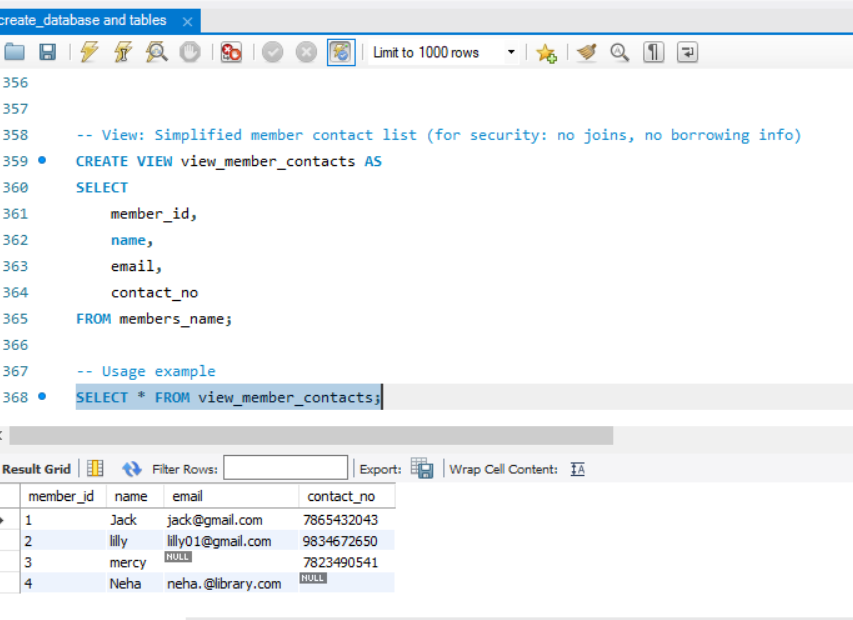 create_database and tables
Limit to 1000 rows
356
357
358 -- View: Simplified member contact list (for security: no joins, no borrowing info)
359 CREATE VIEW view_member_contacts AS
360 SELECT
361 member_id,
362 name,
363 email,
364 contact_no
365 FROM members_name;
366
367 -- Usage example
368 SELECT * FROM view_member_contacts;
Result Grid Filter Rows: Export: Wrap Cell Content: IA
member_id name email contact_no
1 Jack jack@gmail.com 7865432043
2 lilly lilly01@gmail.com 9834672650
3 mercy NULL 7823490541
4 Neha neha.@library.com NULL